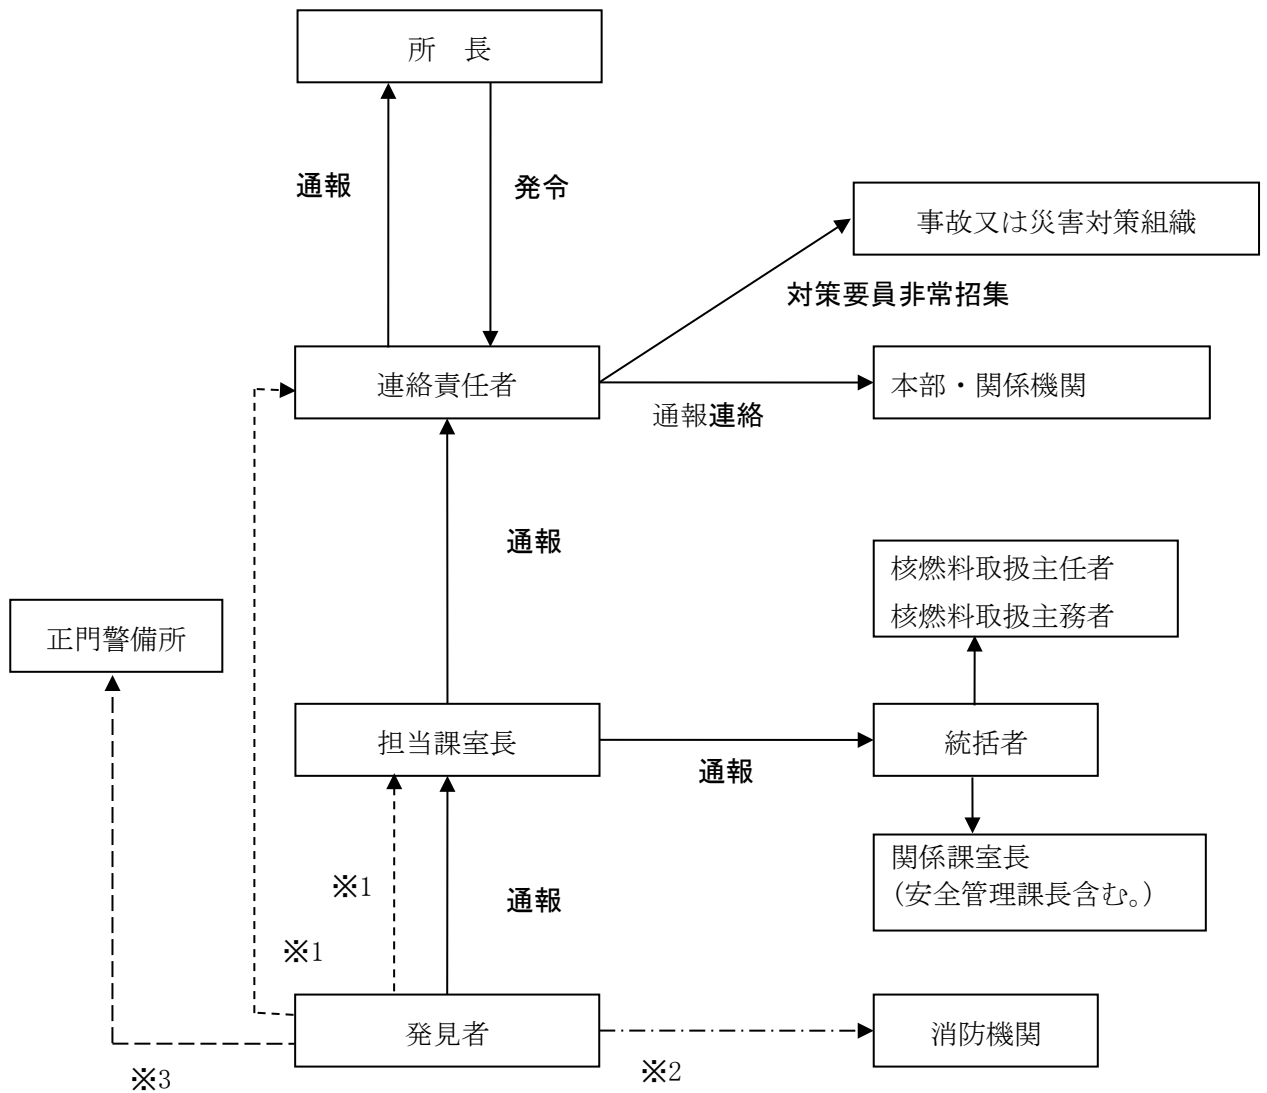 所　長
通報
発令
事故又は災害対策組織
対策要員非常招集
連絡責任者
本部・関係機関
通報連絡
通報
核燃料取扱主任者
核燃料取扱主務者
正門警備所
担当課室長
統括者
通報
関係課室長
（安全管理課長含む。）
※1
通報
※1
発見者
消防機関
※2
※3